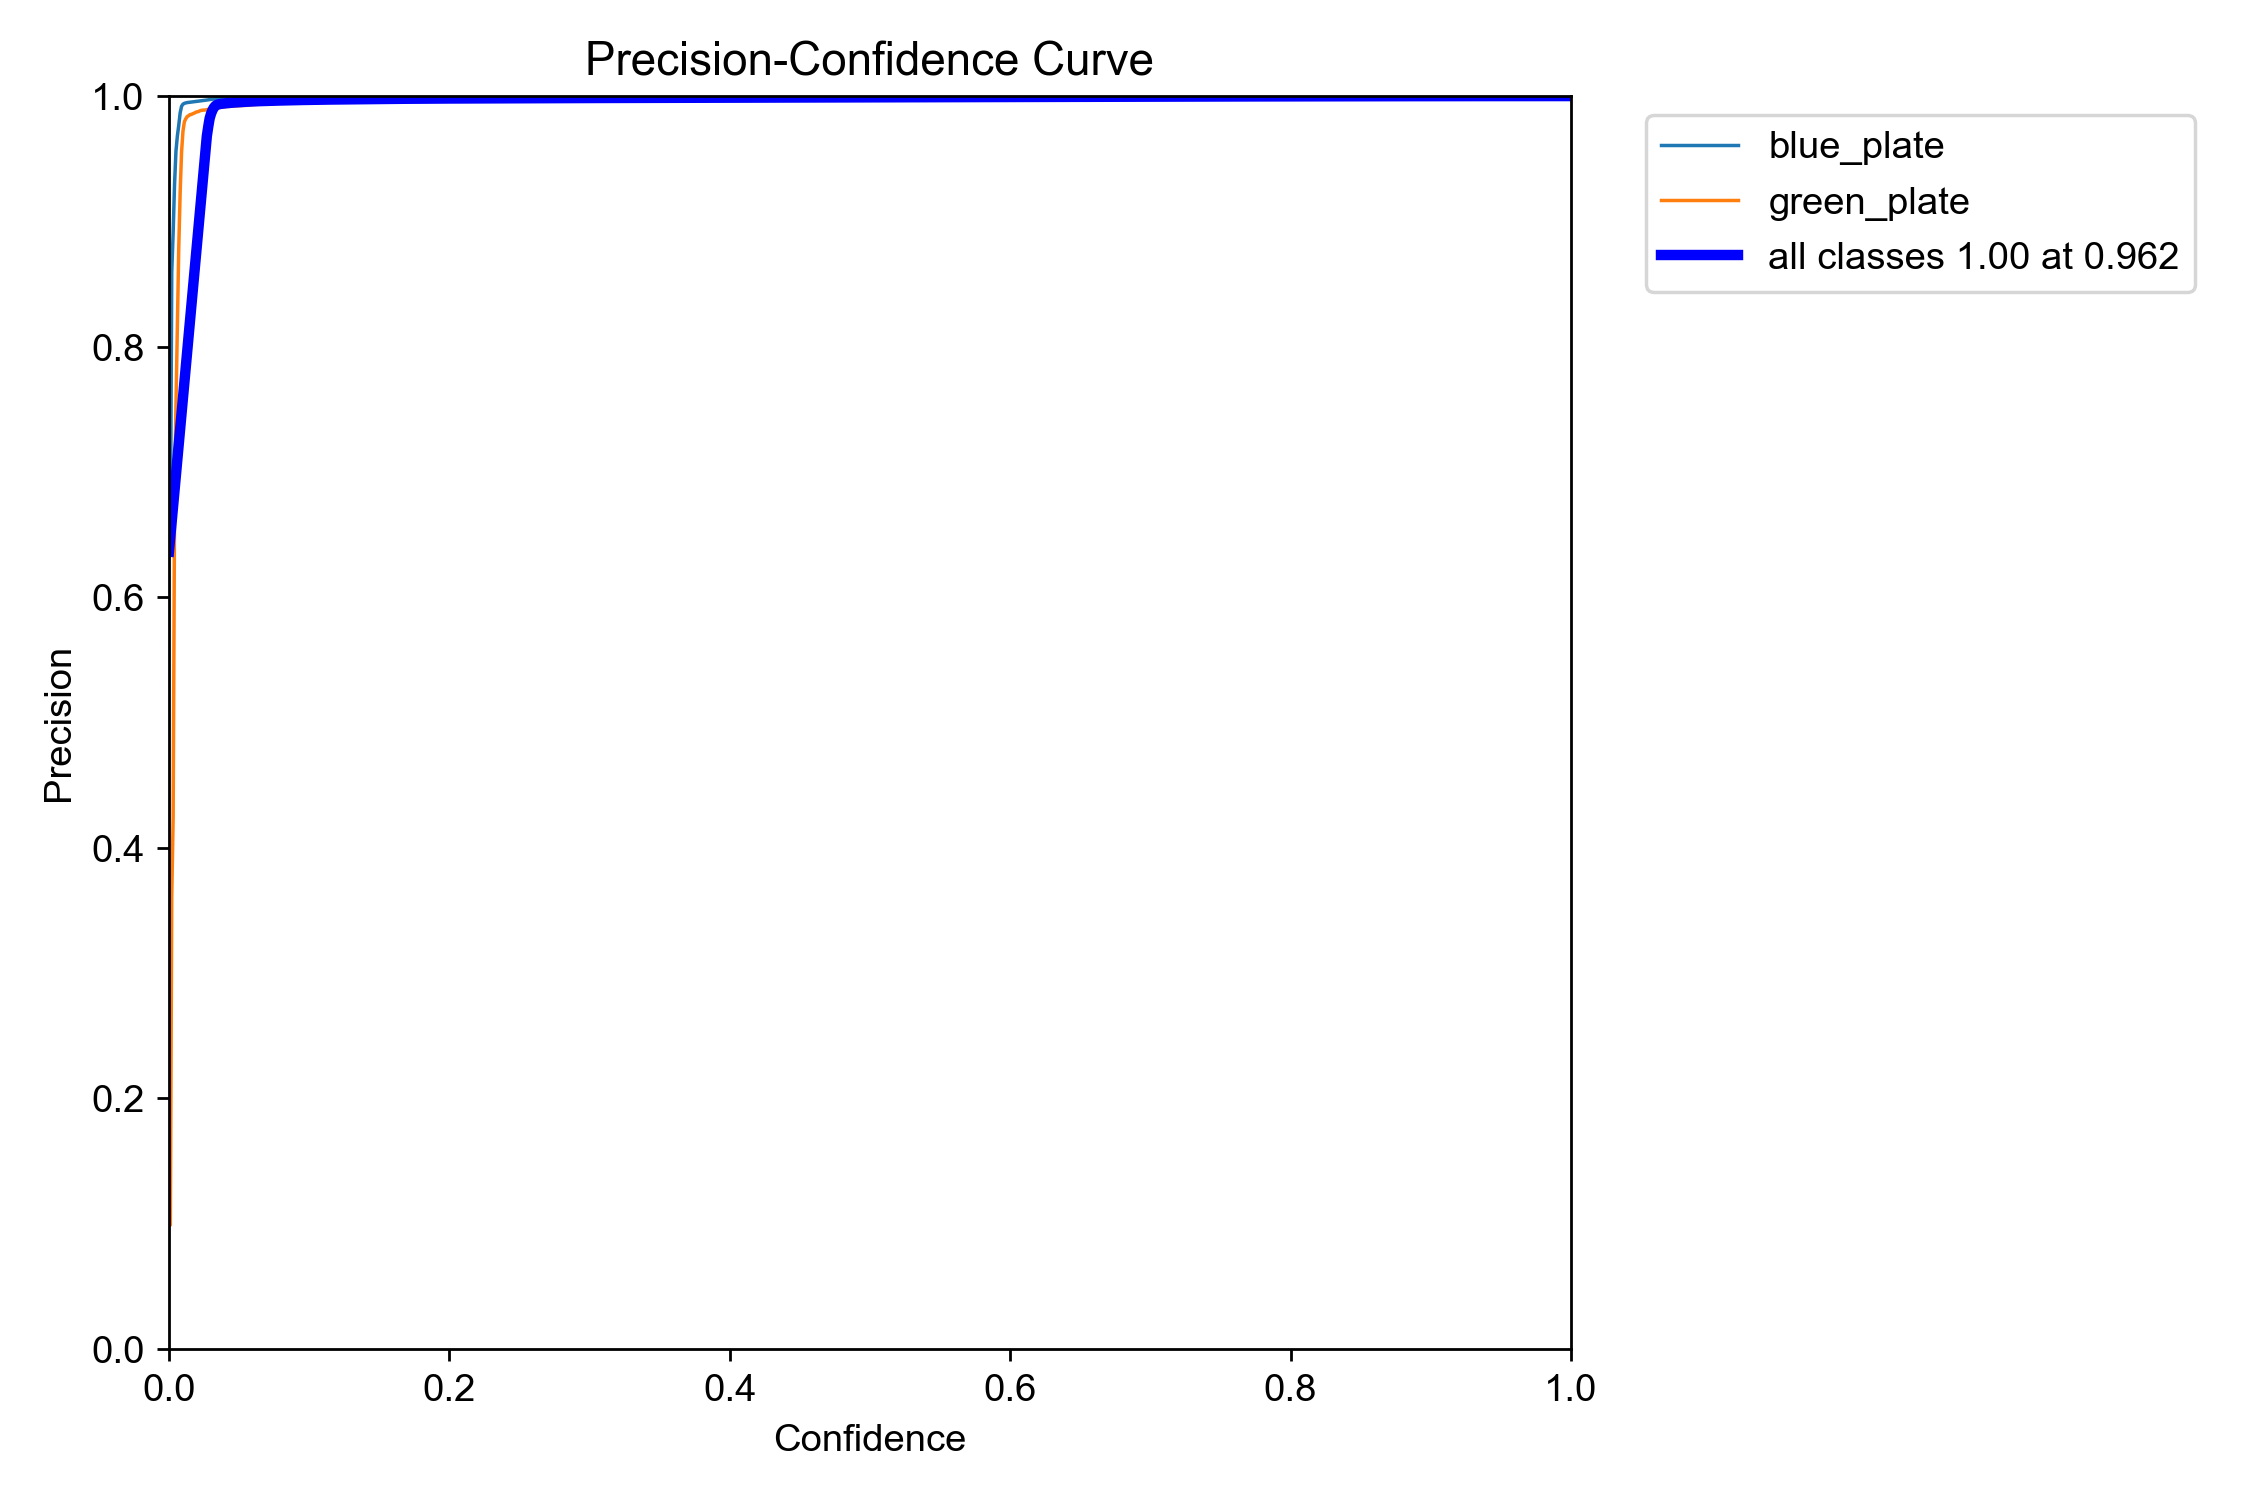 Precision-Confidence Curve
1.0
0.8
0.6
0.4
0.2
0.0
Precision
0.0 0.2 0.4 0.6 0.8 1.0
Confidence
blue_plate
green_plate
all classes 1.00 at 0.962